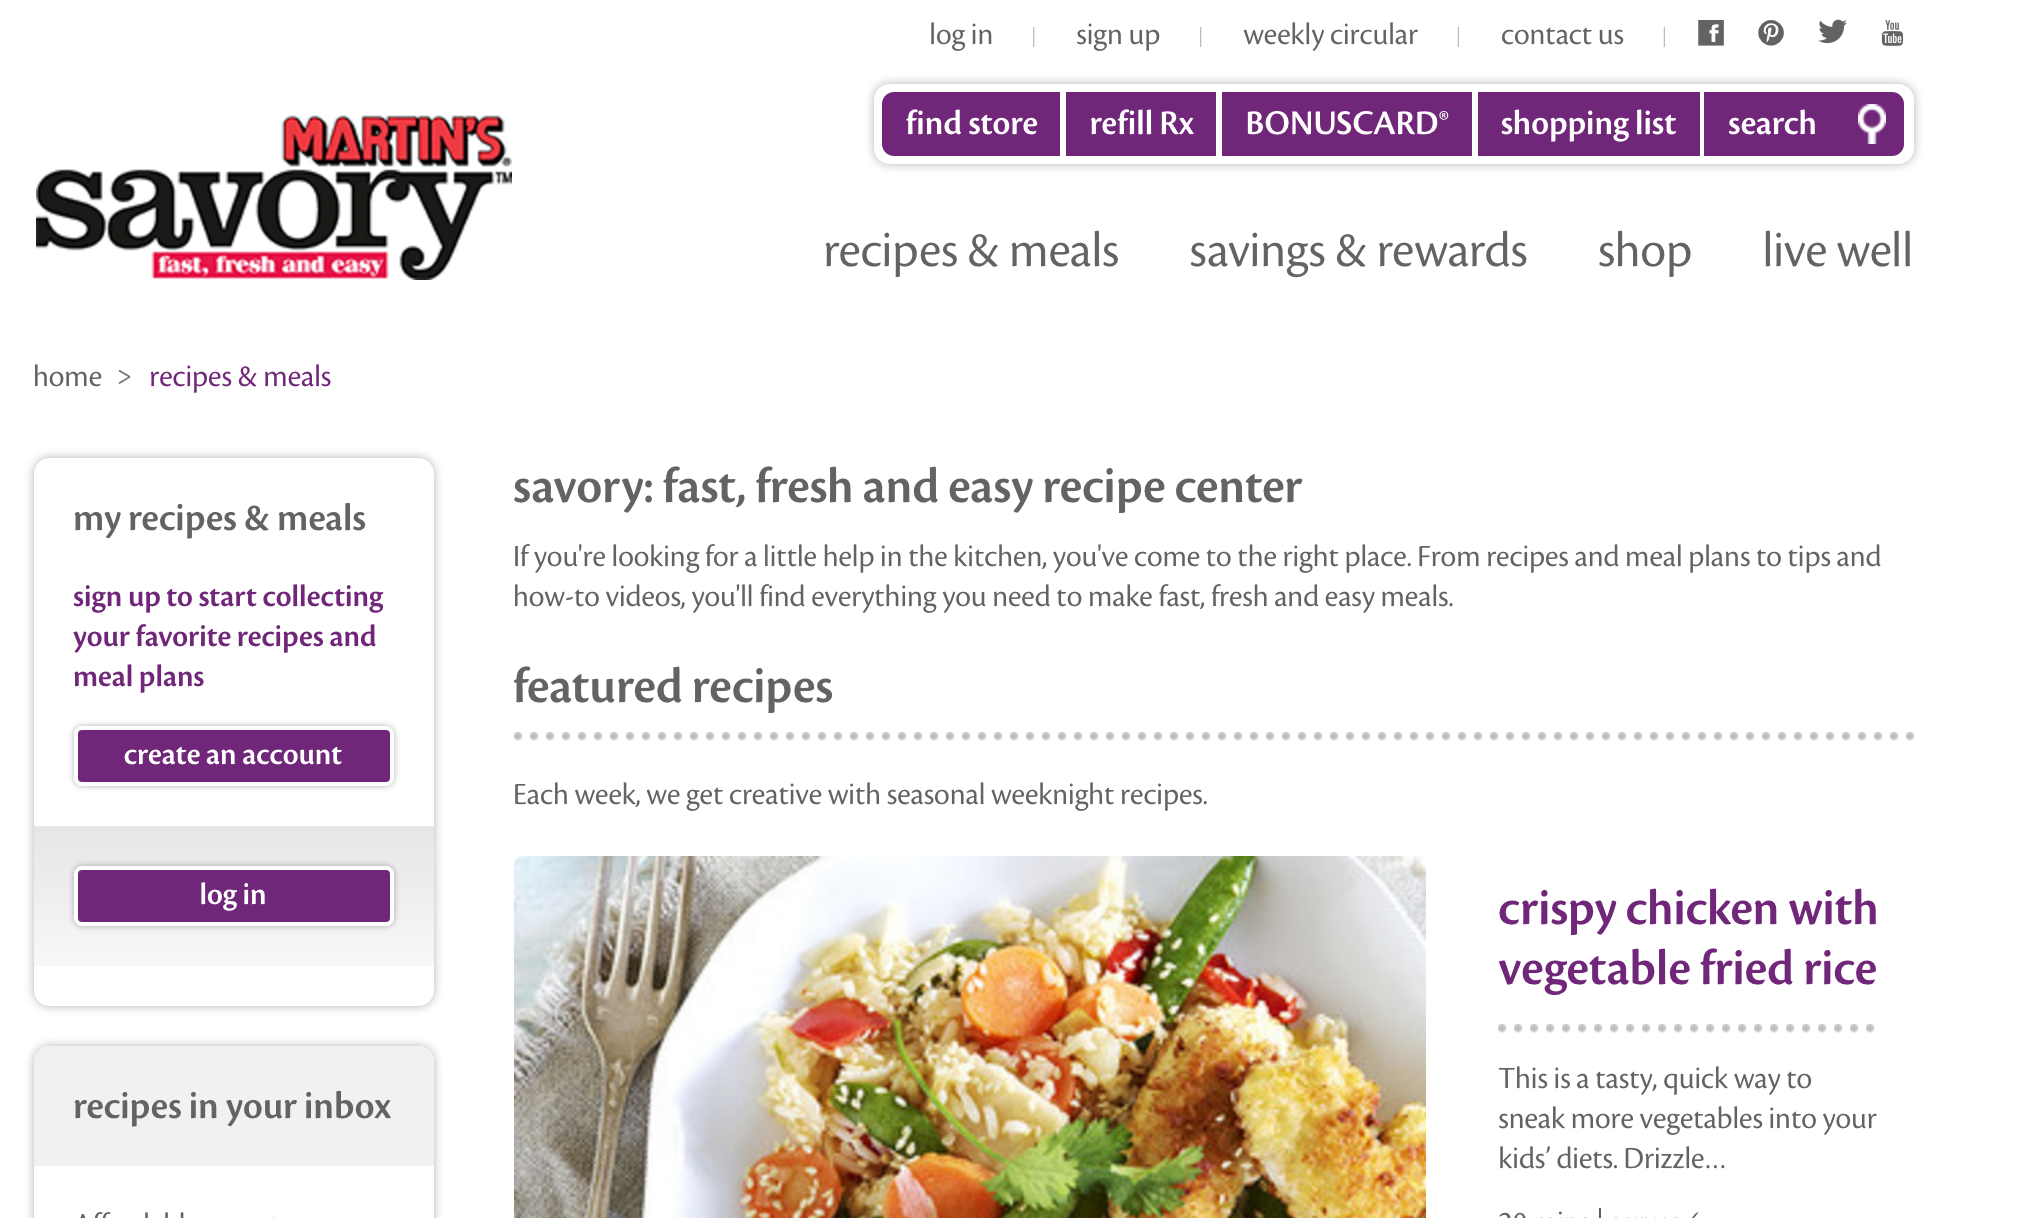 log in
sign up
weekly circular
contact us
You
Tube
find store
refill Rx
BONUSCARD®
shopping list
search
MARTIN'S®
savory™
fast, fresh and easy
recipes & meals
savings & rewards
shop
live well
home > recipes & meals
my recipes & meals
sign up to start collecting
your favorite recipes and
meal plans
create an account
log in
recipes in your inbox
savory: fast, fresh and easy recipe center
If you're looking for a little help in the kitchen, you've come to the right place. From recipes and meal plans to tips and
how-to videos, you'll find everything you need to make fast, fresh and easy meals.
featured recipes
Each week, we get creative with seasonal weeknight recipes.
crispy chicken with
vegetable fried rice
This is a tasty, quick way to
sneak more vegetables into your
kids’ diets. Drizzle...